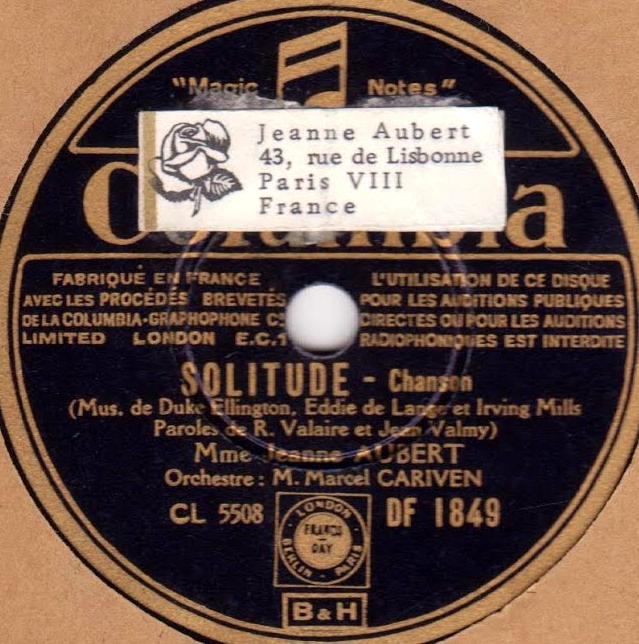 "Magic Notes"
Jeanne Aubert
43, rue de Lisbonne
Paris VIII
France
Columbia
FABRIQUÉ EN FRANCE
AVEC LES PROCÉDÉS BREVETÉS
DE LA COLUMBIA-GRAPHOPHONE Cº
LIMITED LONDON E.C.1
L'UTILISATION DE CE DISQUE
POUR LES AUDITIONS PUBLIQUES
DIRECTES OU POUR LES AUDITIONS
RADIOPHONIQUES EST INTERDITE
SOLITUDE - Chanson
(Mus. de Duke Ellington, Eddie de Lange et Irving Mills
Paroles de R. Valaire et Jean Valmy)
Mme Jeanne AUBERT
Orchestre : M. Marcel CARIVEN
CL 5508
DF 1849
LONDON
FRANCIS
DAY
BERLIN - PARIS
B & H